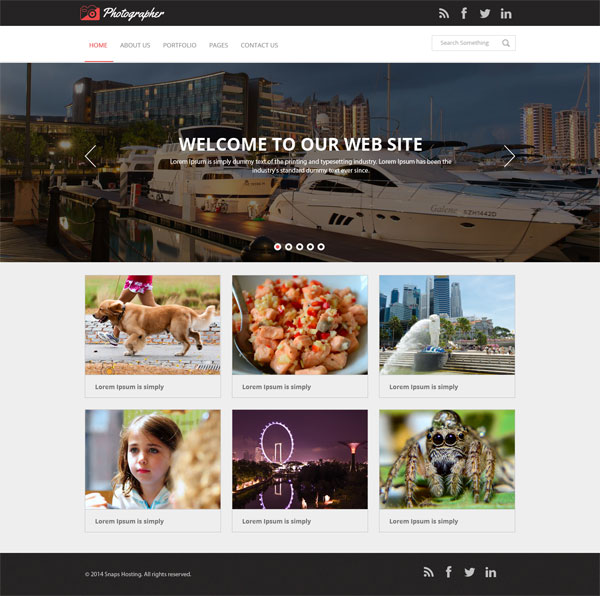 Photographer
HOME ABOUT US PORTFOLIO PAGES CONTACT US
Search Something
WELCOME TO OUR WEB SITE
Lorem Ipsum is simply dummy text of the printing and typesetting industry. Lorem Ipsum has been the
industry's standard dummy text ever since.
Lorem Ipsum is simply
Lorem Ipsum is simply
Lorem Ipsum is simply
Lorem Ipsum is simply
Lorem Ipsum is simply
Lorem Ipsum is simply
© 2014 Snaps Hosting. All rights reserved.